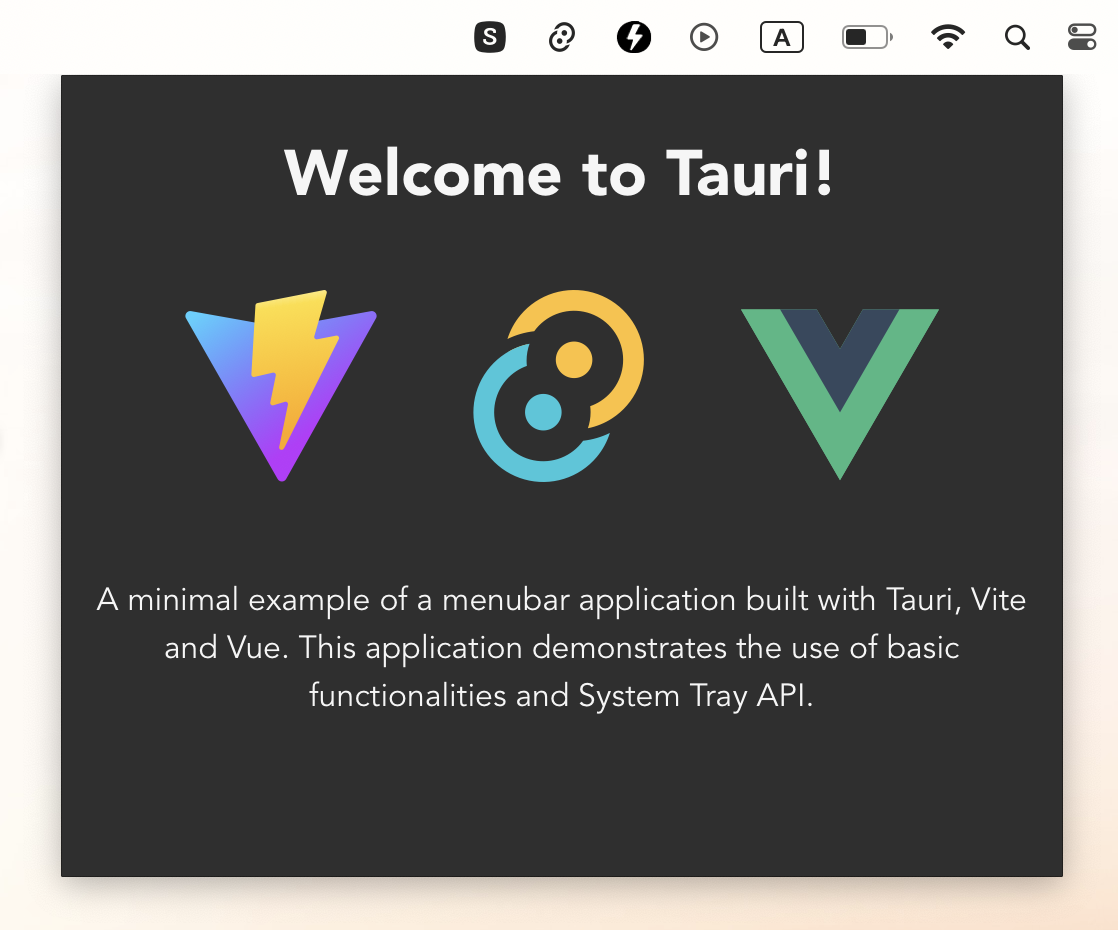 S
A
Welcome to Tauri!
A minimal example of a menubar application built with Tauri, Vite
and Vue. This application demonstrates the use of basic
functionalities and System Tray API.